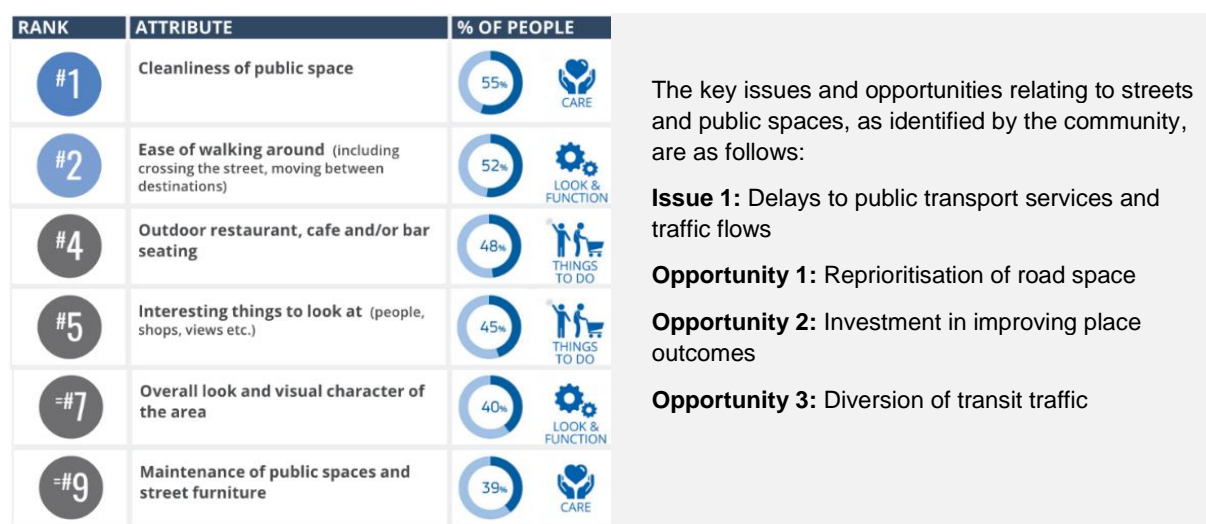 RANK ATTRIBUTE % OF PEOPLE
#1 Cleanliness of public space 55% CARE
#2 Ease of walking around (including
crossing the street, moving between
destinations)
52% LOOK &
FUNCTION
#4 Outdoor restaurant, cafe and/or bar
seating
48% THINGS
TO DO
#5 Interesting things to look at (people,
shops, views etc.)
45% THINGS
TO DO
=#7 Overall look and visual character of
the area
40% LOOK &
FUNCTION
=#9 Maintenance of public spaces and
street furniture
39% CARE
The key issues and opportunities relating to streets
and public spaces, as identified by the community,
are as follows:
Issue 1: Delays to public transport services and
traffic flows
Opportunity 1: Reprioritisation of road space
Opportunity 2: Investment in improving place
outcomes
Opportunity 3: Diversion of transit traffic